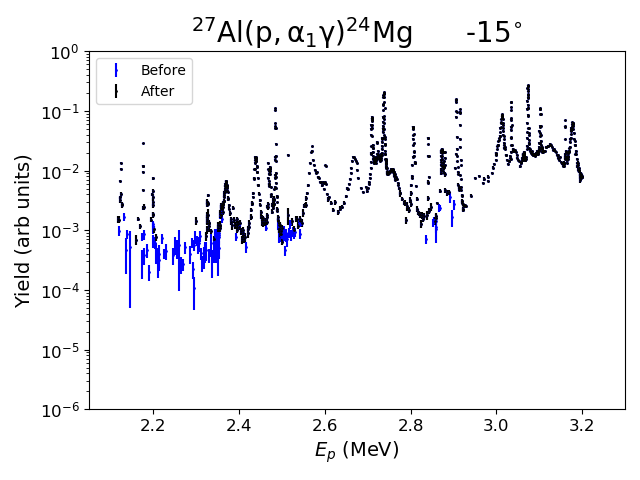 ²⁷Al(p,α₁γ)²⁴Mg -15°
Before
After
Yield (arb units)
10⁰
10⁻¹
10⁻²
10⁻³
10⁻⁴
10⁻⁵
10⁻⁶
2.2 2.4 2.6 2.8 3.0 3.2
Eₚ (MeV)